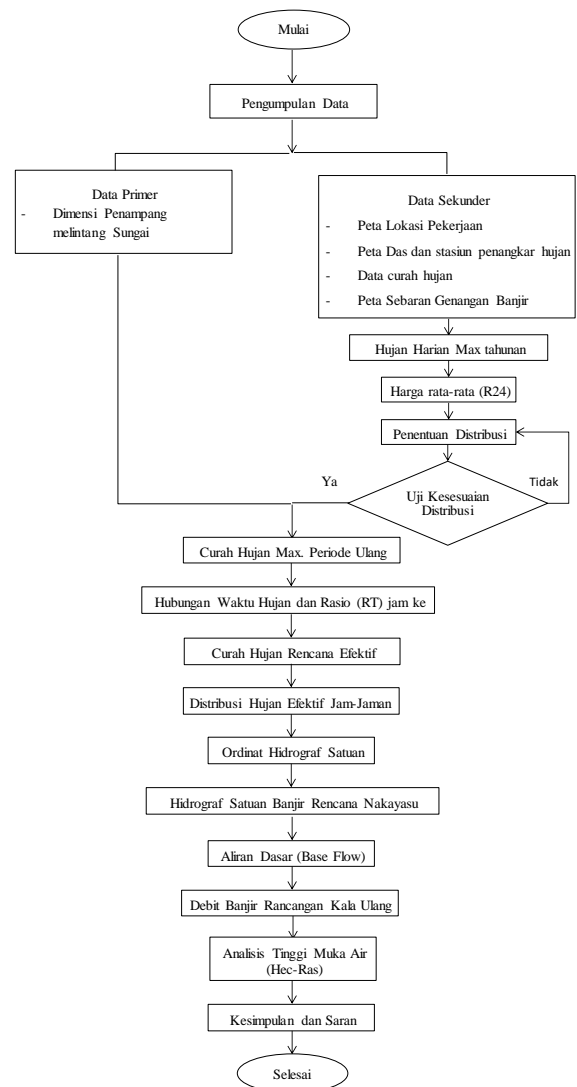 Mulai
Pengumpulan Data
Data Primer
- Dimensi Penampang
melintang Sungai
Data Sekunder
- Peta Lokasi Pekerjaan
- Peta Das dan stasiun penangkar hujan
- Data curah hujan
- Peta Sebaran Genangan Banjir
Hujan Harian Max tahunan
Harga rata-rata (R24)
Penentuan Distribusi
Ya
Tidak
Uji Kesesuaian
Distribusi
Curah Hujan Max. Periode Ulang
Hubungan Waktu Hujan dan Rasio (RT) jam ke
Curah Hujan Rencana Efektif
Distribusi Hujan Efektif Jam-Jaman
Ordinat Hidrograf Satuan
Hidrograf Satuan Banjir Rencana Nakayasu
Aliran Dasar (Base Flow)
Debit Banjir Rancangan Kala Ulang
Analisis Tinggi Muka Air
(Hec-Ras)
Kesimpulan dan Saran
Selesai